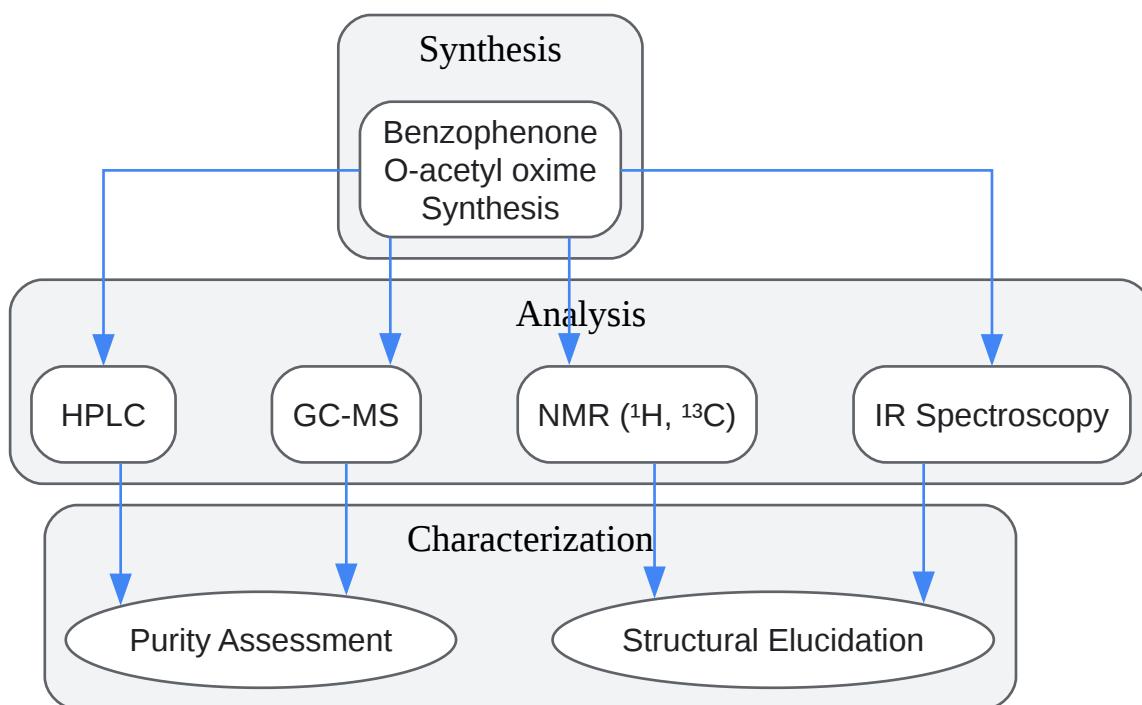 Synthesis
Benzophenone
O-acetyl oxime
Synthesis
Analysis
HPLC
GC-MS
NMR (¹H, ¹³C)
IR Spectroscopy
Characterization
Purity Assessment
Structural Elucidation